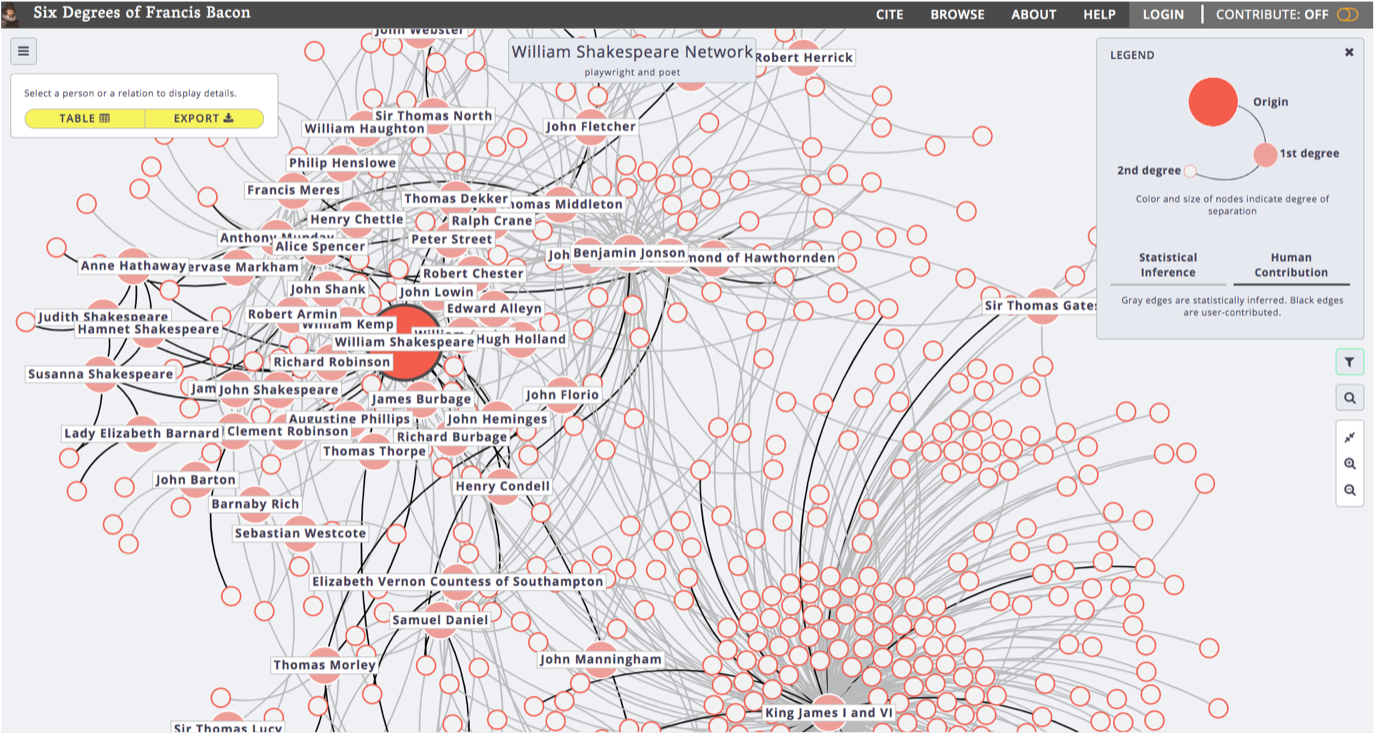 Six Degrees of Francis Bacon
CITE
BROWSE
ABOUT
HELP
LOGIN
CONTRIBUTE: OFF
John Webster
William Shakespeare Network
playwright and poet
Robert Herrick
LEGEND
Origin
1st degree
2nd degree
Color and size of nodes indicate degree of
separation
Statistical
Inference
Human
Contribution
Gray edges are statistically inferred. Black edges
are user-contributed.
Select a person or a relation to display details.
TABLE
EXPORT
Sir Thomas North
William Haughton
John Fletcher
Philip Henslowe
Francis Meres
Thomas Dekker
homas Middleton
Henry Chettle
Ralph Crane
Anthony Munday
Peter Street
Alice Spencer
Joh
Benjamin Jonson
mond of Hawthornden
Anne Hathaway
ervase Markham
Robert Chester
John Shank
John Lowin
Sir Thomas Gates
Edward Alleyn
Judith Shakespeare
Robert Armin
William Kemp
Hamnet Shakespeare
William Shakespeare
Hugh Holland
Richard Robinson
Susanna Shakespeare
Jam
John Shakespeare
James Burbage
John Florio
Augustine Phillips
John Heminges
Lady Elizabeth Barnard
Clement Robinson
Richard Burbage
Thomas Thorpe
John Barton
Henry Condell
Barnaby Rich
Sebastian Westcote
Elizabeth Vernon Countess of Southampton
Samuel Daniel
Thomas Morley
John Manningham
King James I and VI
Sir Thomas Lucy